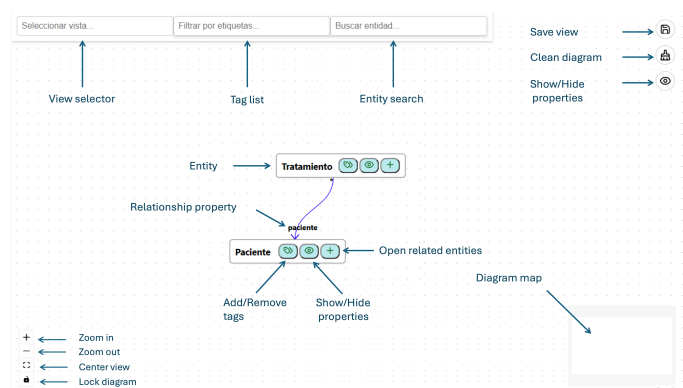 Seleccionar vista...
Filtrar por etiquetas...
Buscar entidad...
Save view
Clean diagram
Show/Hide
properties
View selector
Tag list
Entity search
Entity
Tratamiento
Relationship property
paciente
Paciente
Open related entities
Add/Remove
tags
Show/Hide
properties
Diagram map
Zoom in
Zoom out
Center view
Lock diagram